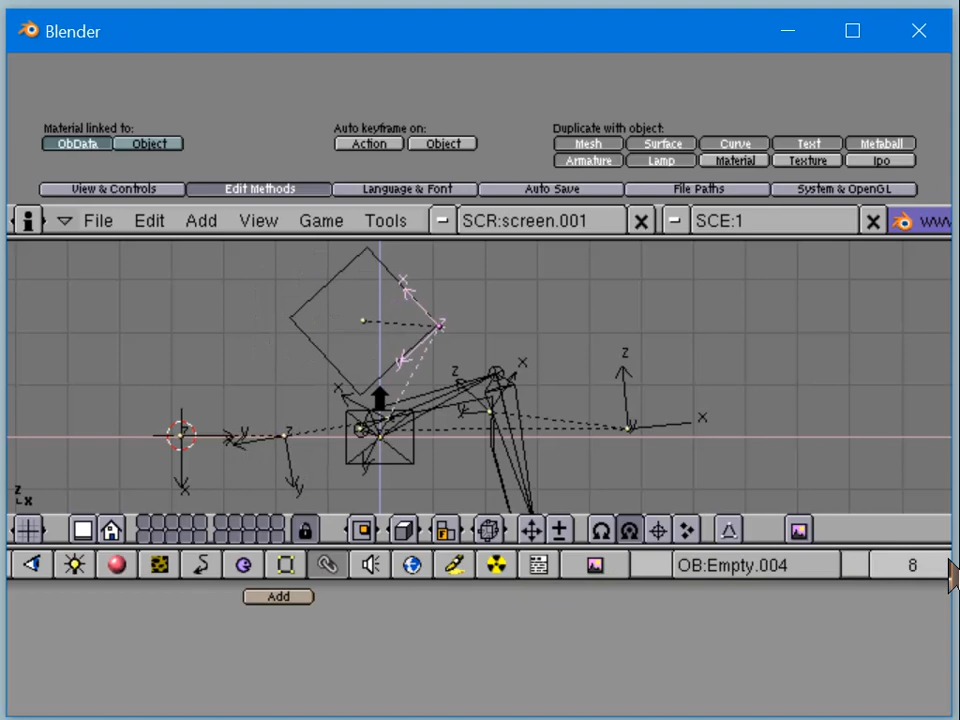 Blender
Material linked to:
ObData Object
Auto keyframe on:
Action Object
Duplicate with object:
Mesh Surface Curve Text Metaball
Armature Lamp Material Texture Ipo
View & Controls Edit Methods Language & Font Auto Save File Paths System & OpenGL
File Edit Add View Game Tools SCR:screen.001 SCE:1 www
x
z
z
x
z
x
x
y
x
y
z
y
x
y
y
y
z
x
OB:Empty.004 8
Add